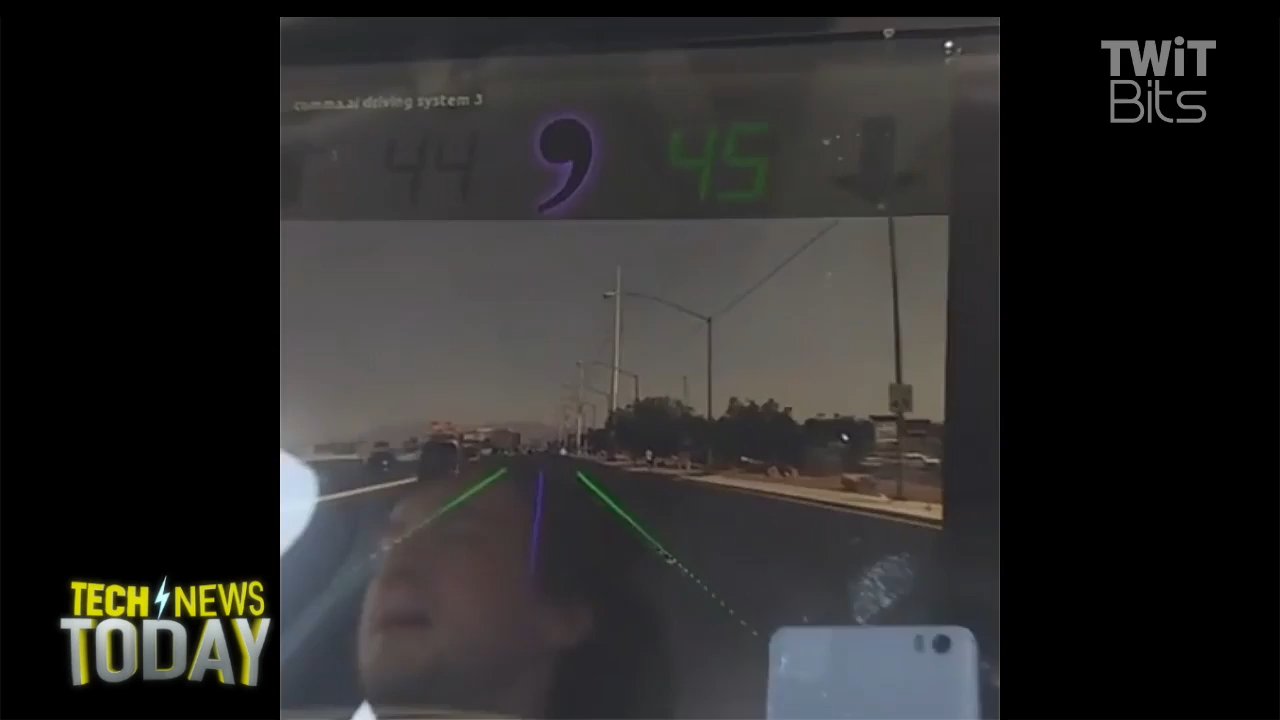 TWiT
Bits
comma.ai driving system 3
44 , 45
TECH NEWS
TODAY